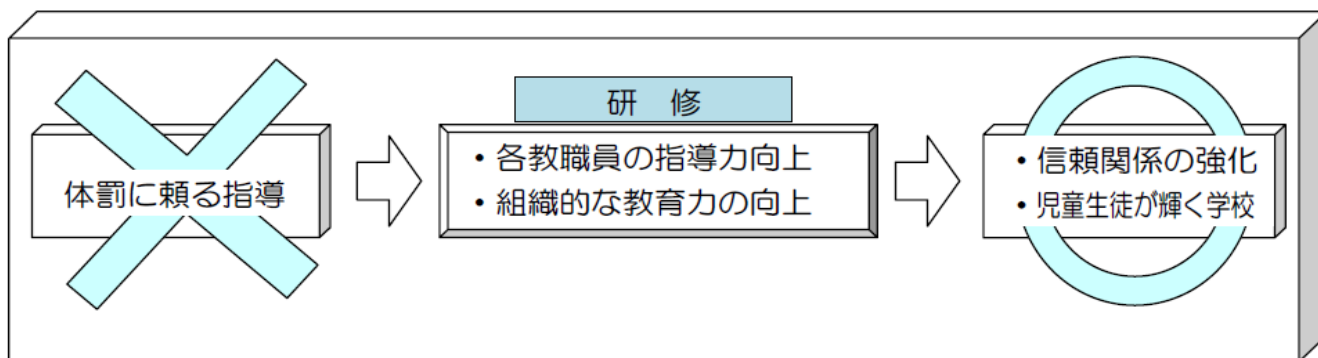 体罰に頼る指導
研　修
・各教職員の指導力向上
・組織的な教育力の向上
・信頼関係の強化
・児童生徒が輝く学校